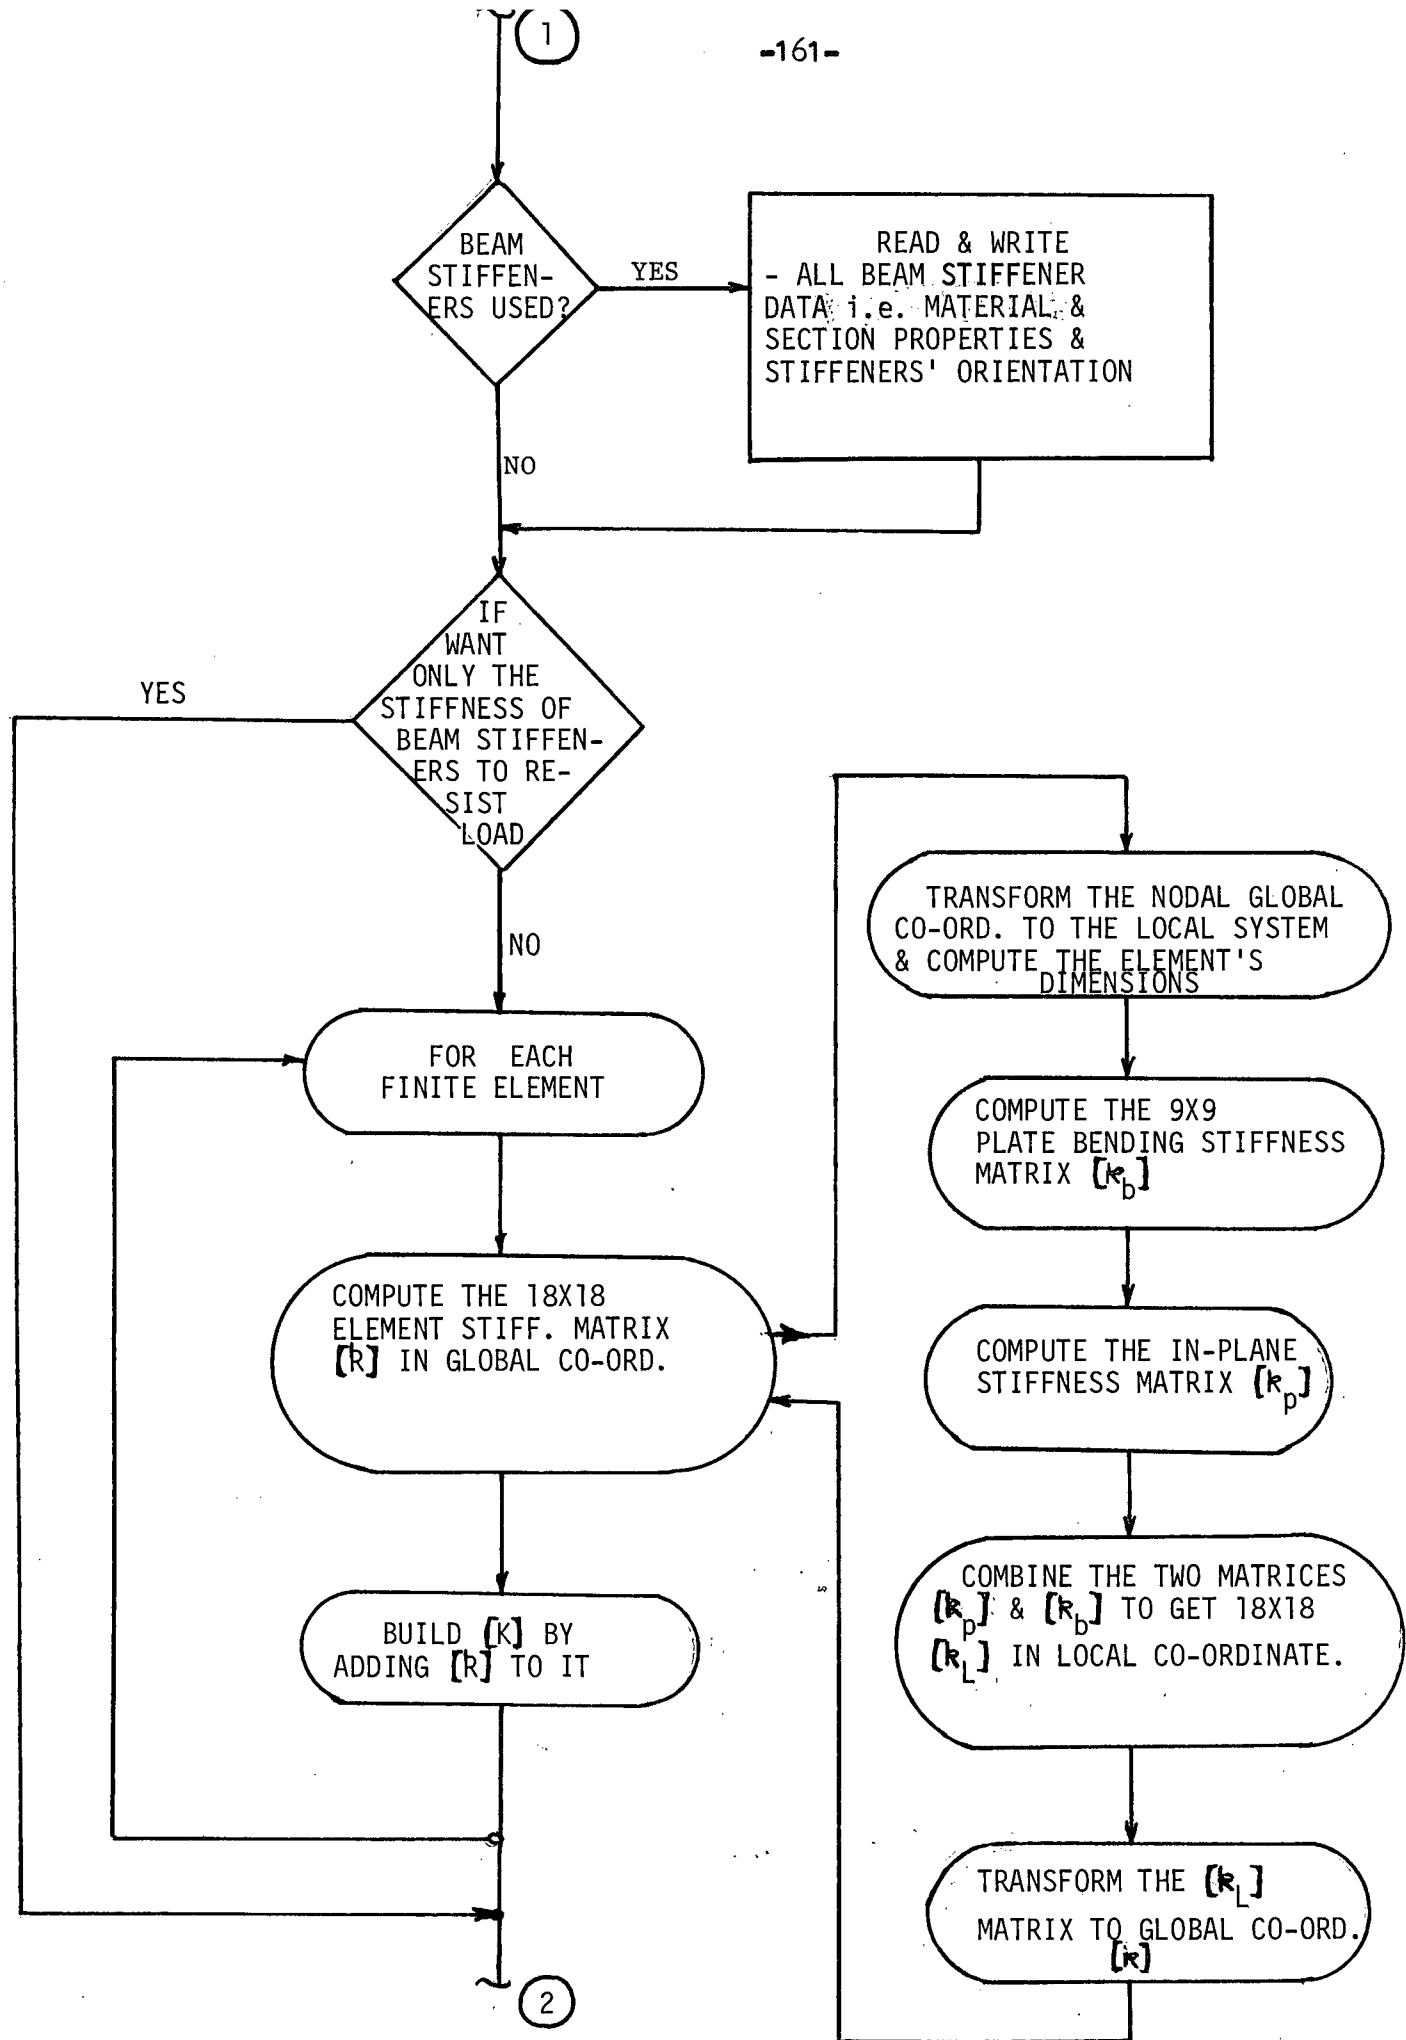 1
-161-
BEAM
STIFFEN-
ERS USED?
YES
READ & WRITE
- ALL BEAM STIFFENER
DATA i.e. MATERIAL &
SECTION PROPERTIES &
STIFFENERS' ORIENTATION
NO
IF
WANT
ONLY THE
STIFFNESS OF
BEAM STIFFEN-
ERS TO RE-
SIST
LOAD
YES
NO
FOR EACH
FINITE ELEMENT
COMPUTE THE 18X18
ELEMENT STIFF. MATRIX
[k] IN GLOBAL CO-ORD.
TRANSFORM THE NODAL GLOBAL
CO-ORD. TO THE LOCAL SYSTEM
& COMPUTE THE ELEMENT'S
DIMENSIONS
COMPUTE THE 9X9
PLATE BENDING STIFFNESS
MATRIX [k_b]
COMPUTE THE IN-PLANE
STIFFNESS MATRIX [k_p]
COMBINE THE TWO MATRICES
[k_p] & [k_b] TO GET 18X18
[k_L] IN LOCAL CO-ORDINATE.
TRANSFORM THE [k_L]
MATRIX TO GLOBAL CO-ORD.
[k]
BUILD [K] BY
ADDING [k] TO IT
2